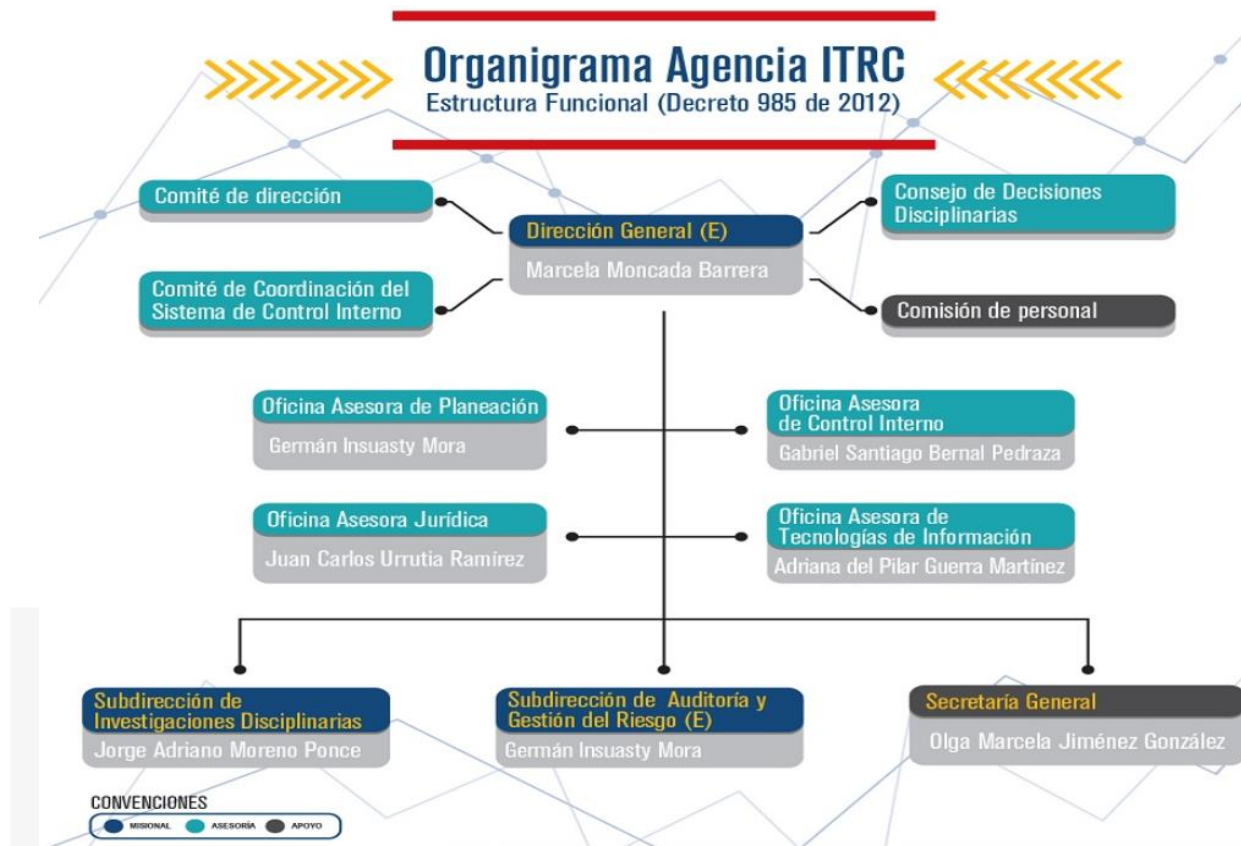 Organigrama Agencia ITRC
Estructura Funcional (Decreto 985 de 2012)
Comité de dirección
Consejo de Decisiones
Disciplinarias
Dirección General (E)
Marcela Moncada Barrera
Comité de Coordinación del
Sistema de Control Interno
Comisión de personal
Oficina Asesora de Planeación
Germán Insuasty Mora
Oficina Asesora
de Control Interno
Gabriel Santiago Bernal Pedraza
Oficina Asesora Jurídica
Juan Carlos Urrutia Ramírez
Oficina Asesora de
Tecnologías de Información
Adriana del Pilar Guerra Martínez
Subdirección de
Investigaciones Disciplinarias
Jorge Adriano Moreno Ponce
Subdirección de Auditoría y
Gestión del Riesgo (E)
Germán Insuasty Mora
Secretaría General
Olga Marcela Jiménez González
CONVENCIONES
MISIONAL ASESORÍA APOYO